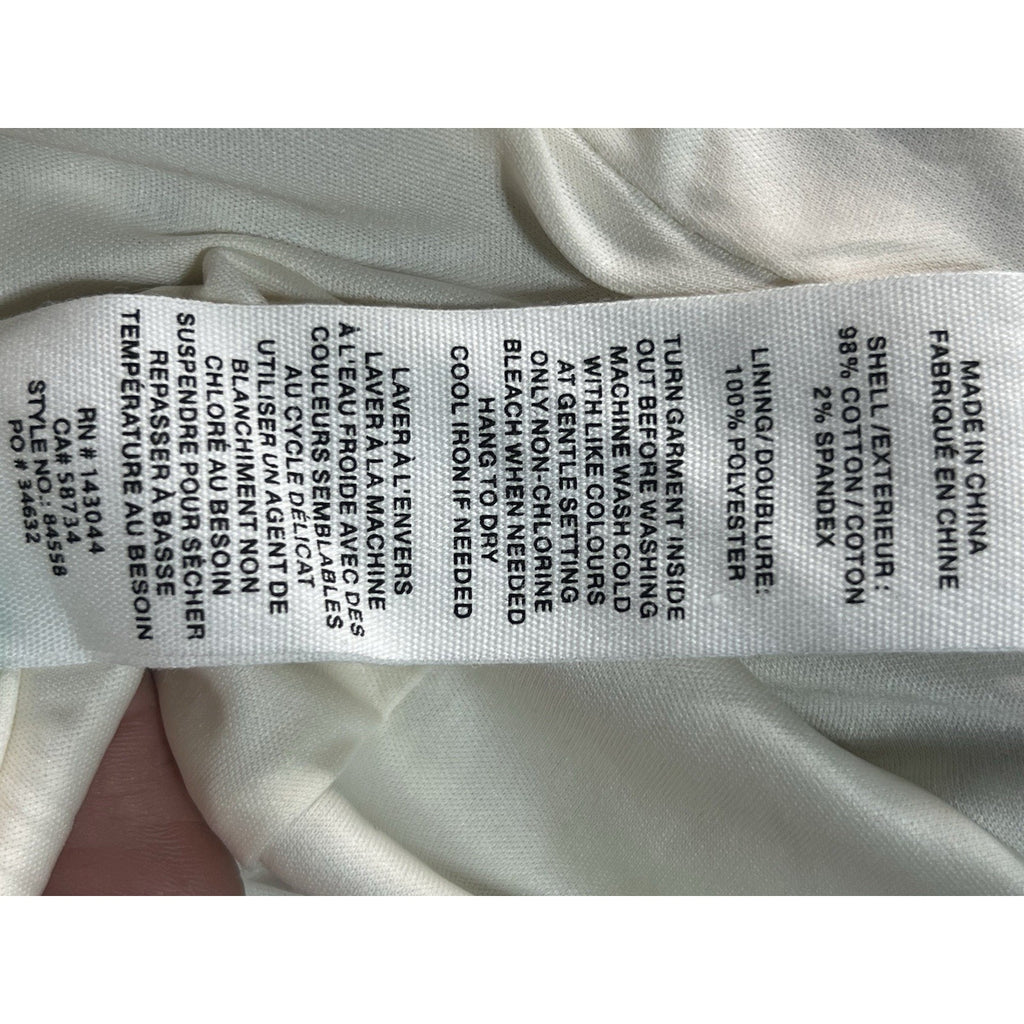 MADE IN CHINA
FABRIQUÉ EN CHINE
SHELL /EXTERIEUR:
98% COTTON / COTON
2% SPANDEX
LINING/ DOUBLURE:
100% POLYESTER
TURN GARMENT INSIDE
OUT BEFORE WASHING
MACHINE WASH COLD
WITH LIKE COLOURS
AT GENTLE SETTING
ONLY NON-CHLORINE
BLEACH WHEN NEEDED
HANG TO DRY
COOL IRON IF NEEDED
LAVER À L'ENVERS
LAVER À LA MACHINE
À L'EAU FROIDE AVEC DES
COULEURS SEMBLABLES
AU CYCLE DÉLICAT
UTILISER UN AGENT DE
BLANCHIMENT NON
CHLORÉ AU BESOIN
SUSPENDRE POUR SÉCHER
REPASSER À BASSE
TEMPÉRATURE AU BESOIN
RN # 143044
CA# 58734
STYLE NO.: 84558
PO # 34632